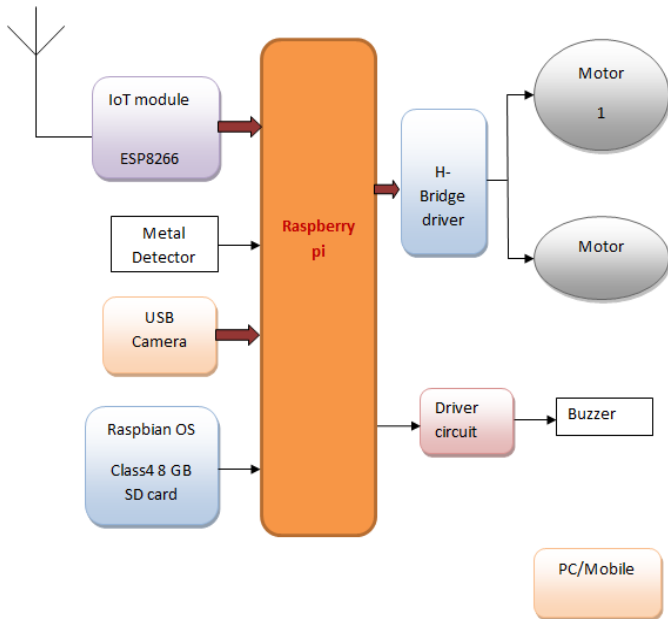 IoT module
ESP8266
Metal
Detector
USB
Camera
Raspbian OS
Class4 8 GB
SD card
Raspberry
pi
H-
Bridge
driver
Motor
1
Motor
Driver
circuit
Buzzer
PC/Mobile